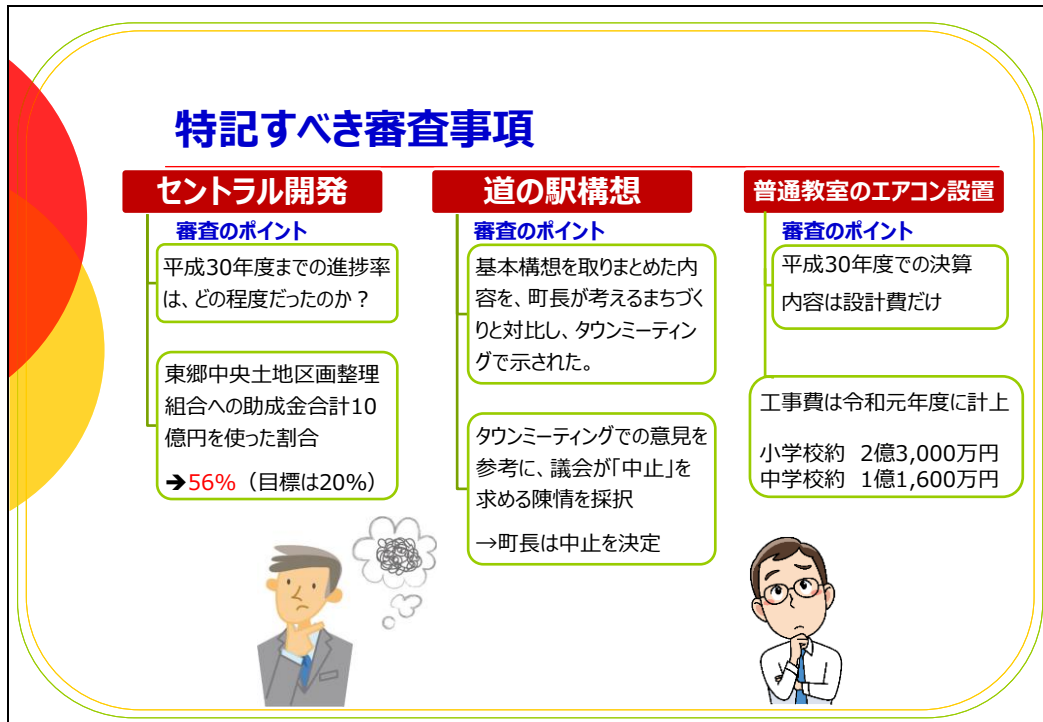 特記すべき審査事項
セントラル開発
審査のポイント
平成30年度までの進捗率
は、どの程度だったのか？
東郷中央土地区画整理
組合への助成金合計10
億円を使った割合
➔56%（目標は20%）
道の駅構想
審査のポイント
基本構想を取りまとめた内
容を、町長が考えるまちづく
りと対比し、タウンミーティン
グで示された。
タウンミーティングでの意見を
参考に、議会が「中止」を
求める陳情を採択
→町長は中止を決定
普通教室のエアコン設置
審査のポイント
平成30年度での決算
内容は設計費だけ
工事費は令和元年度に計上
小学校約 2億3,000万円
中学校約 1億1,600万円